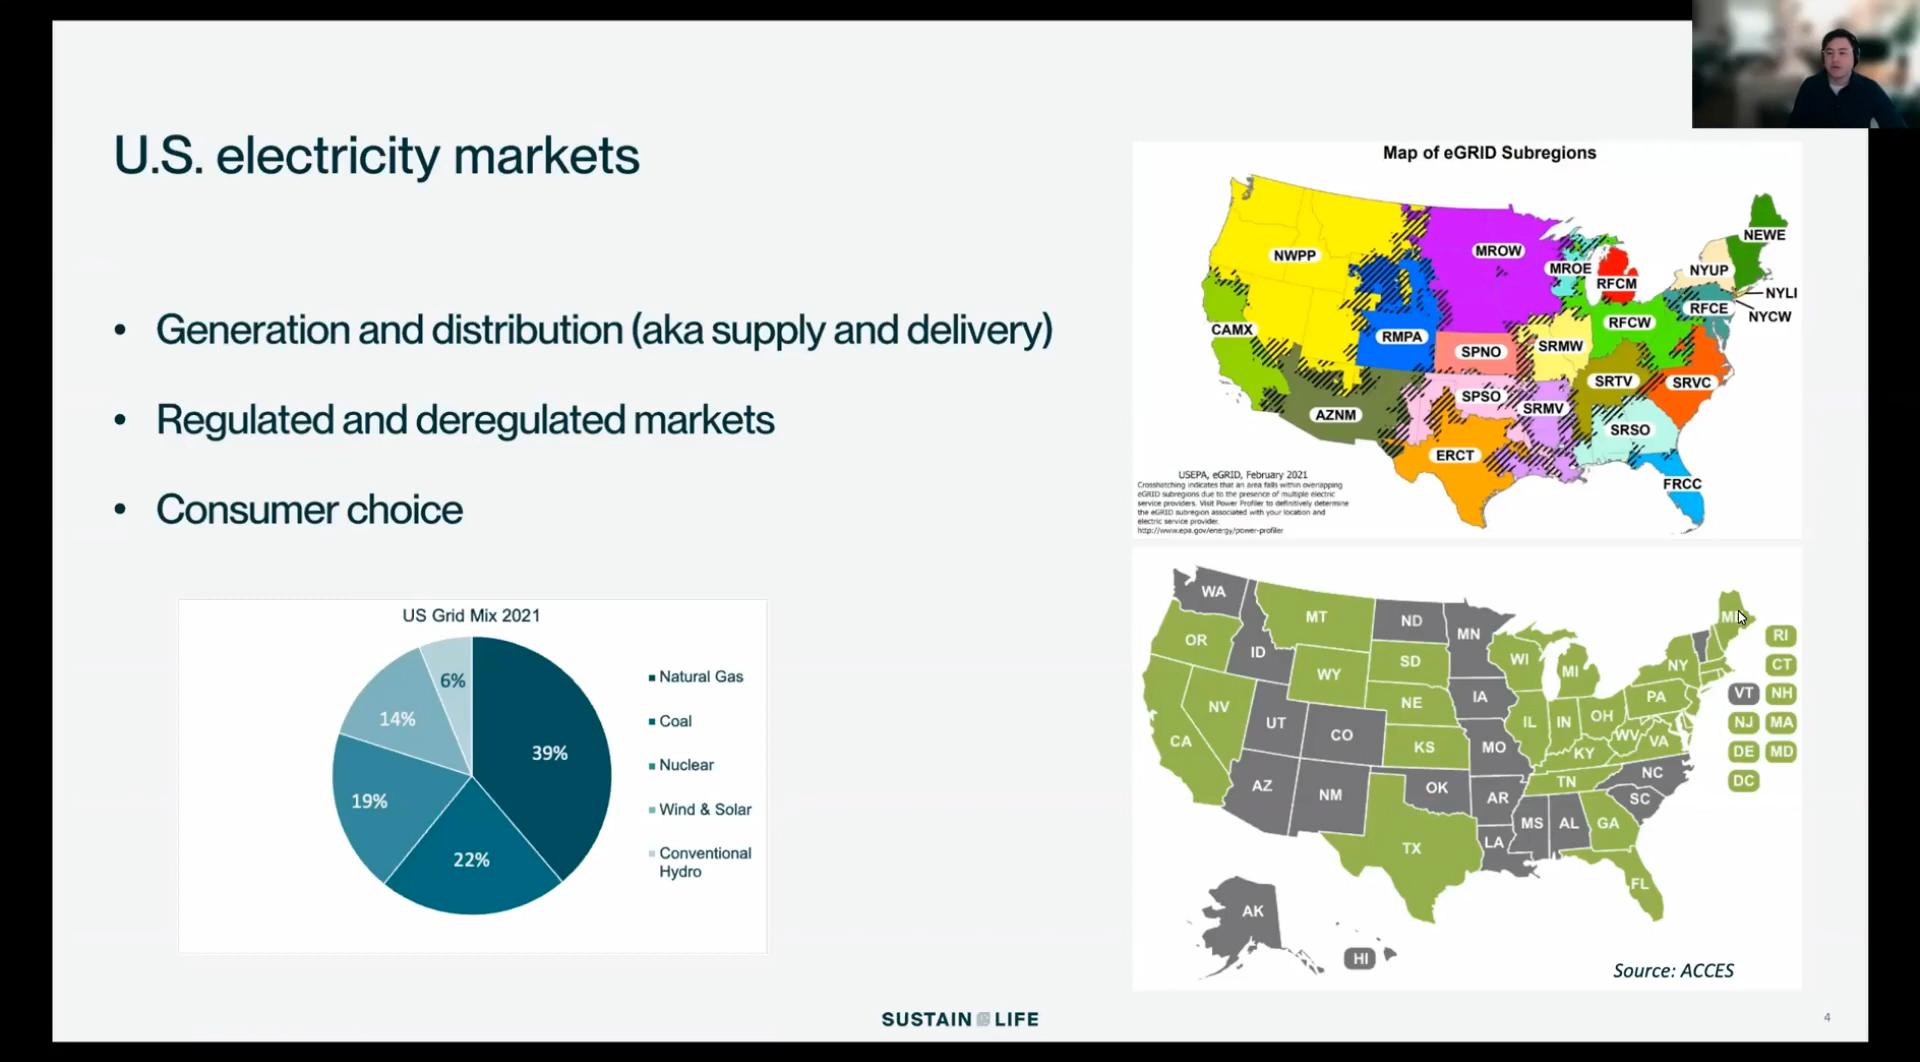 U.S. electricity markets
• Generation and distribution (aka supply and delivery)
• Regulated and deregulated markets
• Consumer choice
US Grid Mix 2021
6%
14%
39%
19%
22%
Natural Gas
Coal
Nuclear
Wind & Solar
Conventional
Hydro
Map of eGRID Subregions
NEWE
NWPP
MROW
MROE
NYUP
RFCM
NYLI
RFCE
NYCW
CAMX
RMPA
RFCW
SPNO
SRMW
SRTV
SRVC
SPSO
SRMV
AZNM
SRSO
ERCT
FRCC
USEPA, eGRID, February 2021
Crosshatching indicates that an area falls within overlapping
eGRID subregions due to the presence of multiple electric
service providers. Visit Power Profiler to definitively determine
the eGRID subregion associated with your location and
electric service provider.
http://www.epa.gov/energy/power-profiler
WA
MT
ND
MN
OR
ID
SD
WI
MI
NY
RI
WY
CT
NV
NE
IA
PA
VT
NH
UT
CO
IL
IN
OH
NJ
MA
CA
KS
MO
KY
WV
VA
DE
MD
AZ
NM
OK
AR
TN
NC
SC
DC
MS
AL
GA
LA
TX
FL
AK
HI
Source: ACCES
SUSTAIN LIFE
4